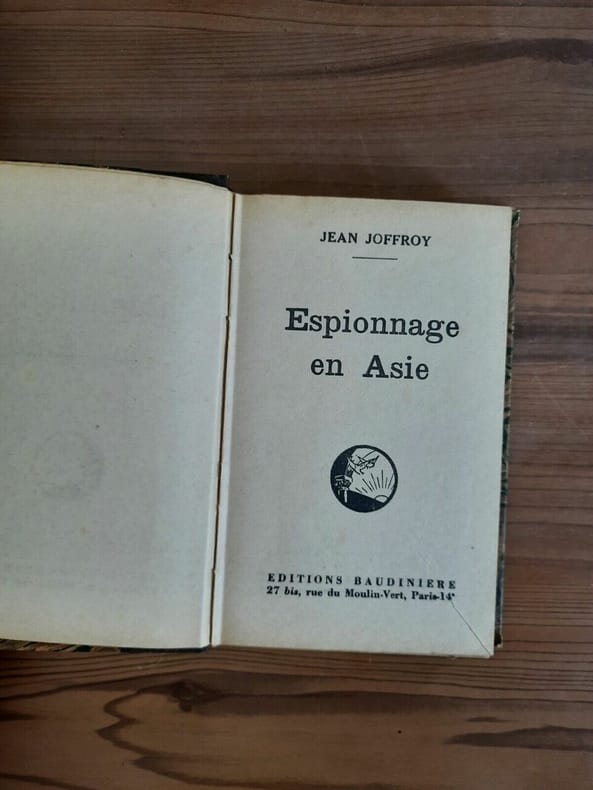 JEAN JOFFROY
Espionnage
en Asie
EDITIONS BAUDINIERE
27 bis, rue du Moulin-Vert, Paris-14ᵉ